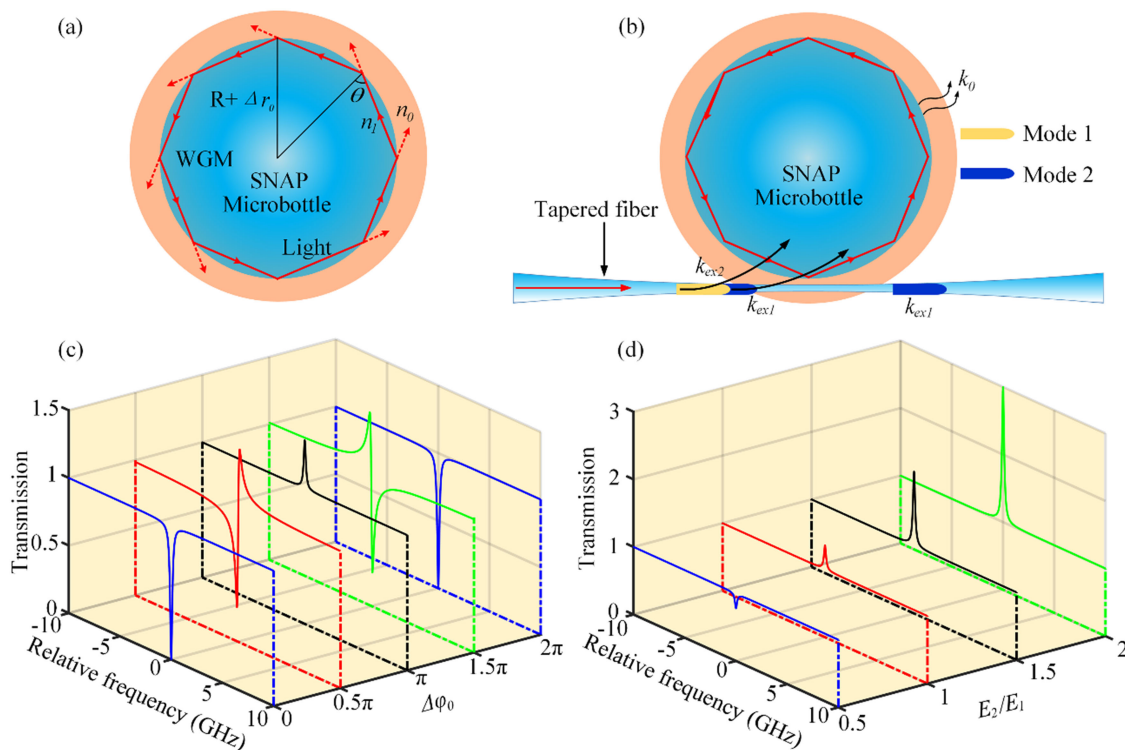 (a)
R+ Δr₀
θ
n₁
n₀
WGM
SNAP
Microbottle
Light
(b)
k₀
Mode 1
Mode 2
SNAP
Microbottle
Tapered fiber
kₑₓ₂
kₑₓ₁
kₑₓ₁
(c)
Transmission
1.5
1
0.5
0
-10
-5
0
5
10
Relative frequency (GHz)
0
0.5π
π
1.5π
2π
Δφ₀
(d)
Transmission
3
2
1
0
-10
-5
0
5
10
Relative frequency (GHz)
0.5
1
1.5
2
E₂/E₁